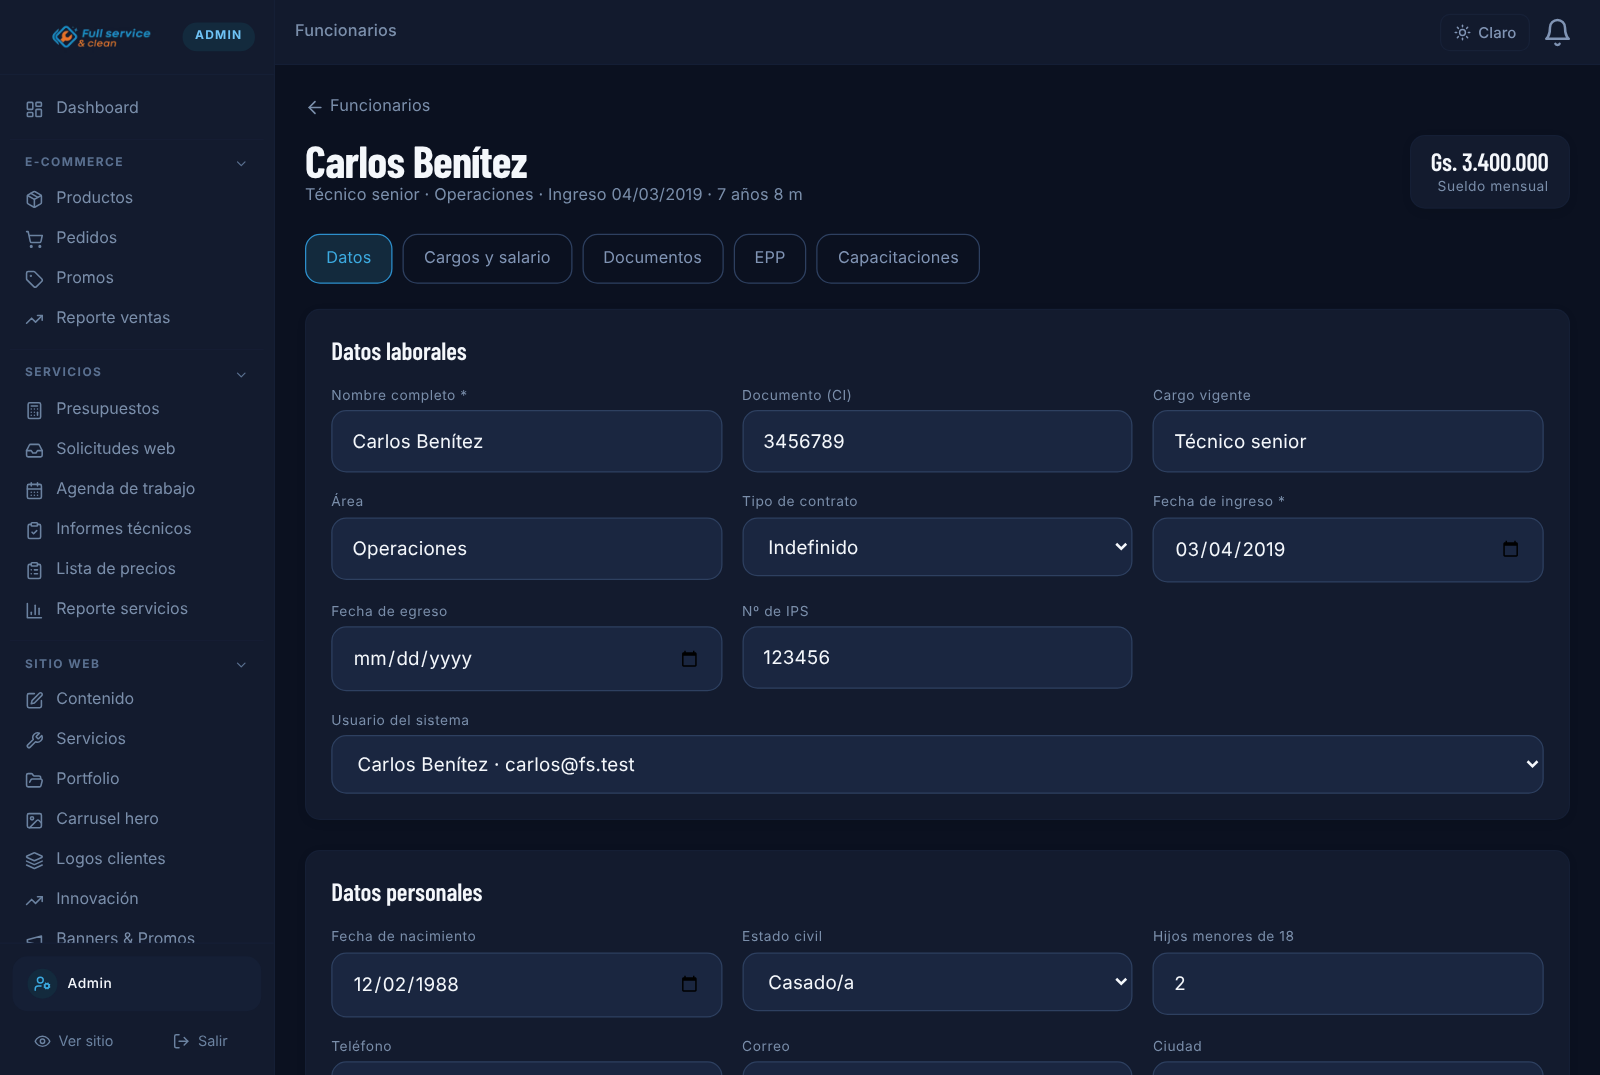 Full service
& clean
ADMIN
Funcionarios
Claro
Dashboard
E-COMMERCE
Productos
Pedidos
Promos
Reporte ventas
SERVICIOS
Presupuestos
Solicitudes web
Agenda de trabajo
Informes técnicos
Lista de precios
Reporte servicios
SITIO WEB
Contenido
Servicios
Portfolio
Carrusel hero
Logos clientes
Innovación
Banners & Promos
Admin
Ver sitio
Salir
Funcionarios
Carlos Benítez
Técnico senior · Operaciones · Ingreso 04/03/2019 · 7 años 8 m
Gs. 3.400.000
Sueldo mensual
Datos
Cargos y salario
Documentos
EPP
Capacitaciones
Datos laborales
Nombre completo *
Documento (CI)
Cargo vigente
Carlos Benítez
3456789
Técnico senior
Área
Tipo de contrato
Fecha de ingreso *
Operaciones
Indefinido
03/04/2019
Fecha de egreso
Nº de IPS
mm/dd/yyyy
123456
Usuario del sistema
Carlos Benítez · carlos@fs.test
Datos personales
Fecha de nacimiento
Estado civil
Hijos menores de 18
12/02/1988
Casado/a
2
Teléfono
Correo
Ciudad